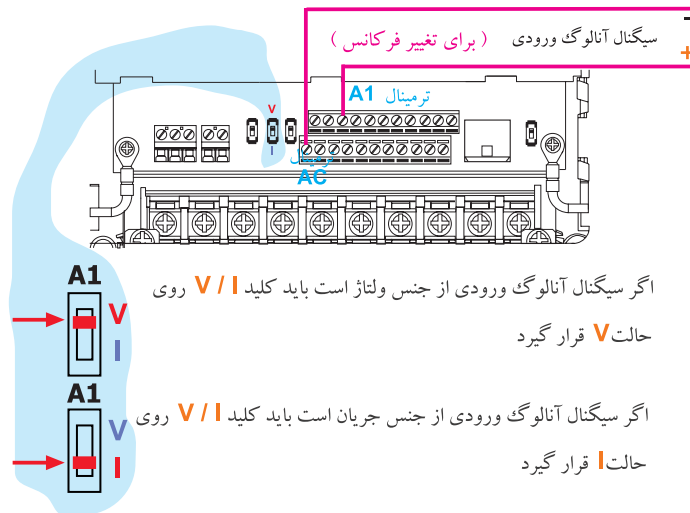 سیگنال آنالوگ ورودی ( برای تغییر فرکانس )
-
+
ترمینال A1
V
I
ترمینال
AC
A1
V
I
اگر سیگنال آنالوگ ورودی از جنس ولتاژ است باید کلید V / I روی
حالت V قرار گیرد
A1
V
I
اگر سیگنال آنالوگ ورودی از جنس جریان است باید کلید V / I روی
حالت I قرار گیرد